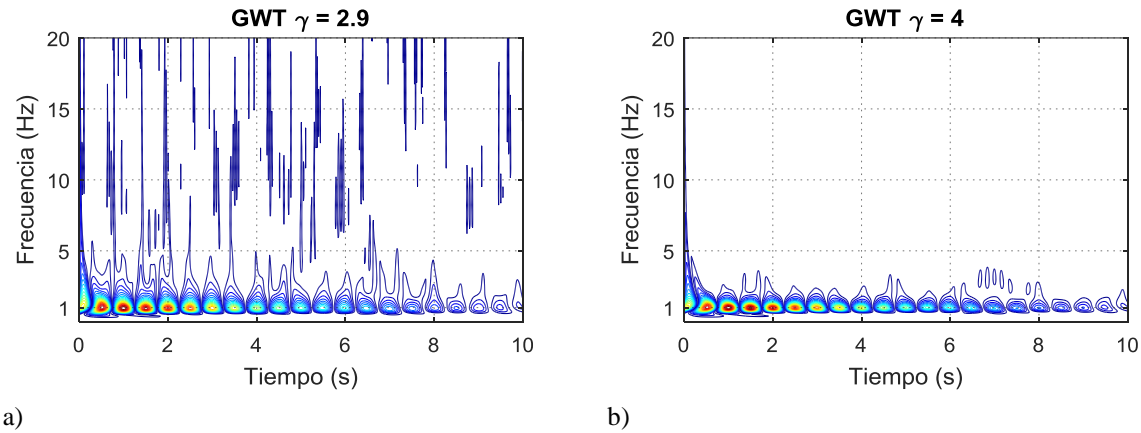 GWT γ = 2.9
20
15
10
5
1
Frecuencia (Hz)
0 2 4 6 8 10
Tiempo (s)
a)
GWT γ = 4
20
15
10
5
1
Frecuencia (Hz)
0 2 4 6 8 10
Tiempo (s)
b)